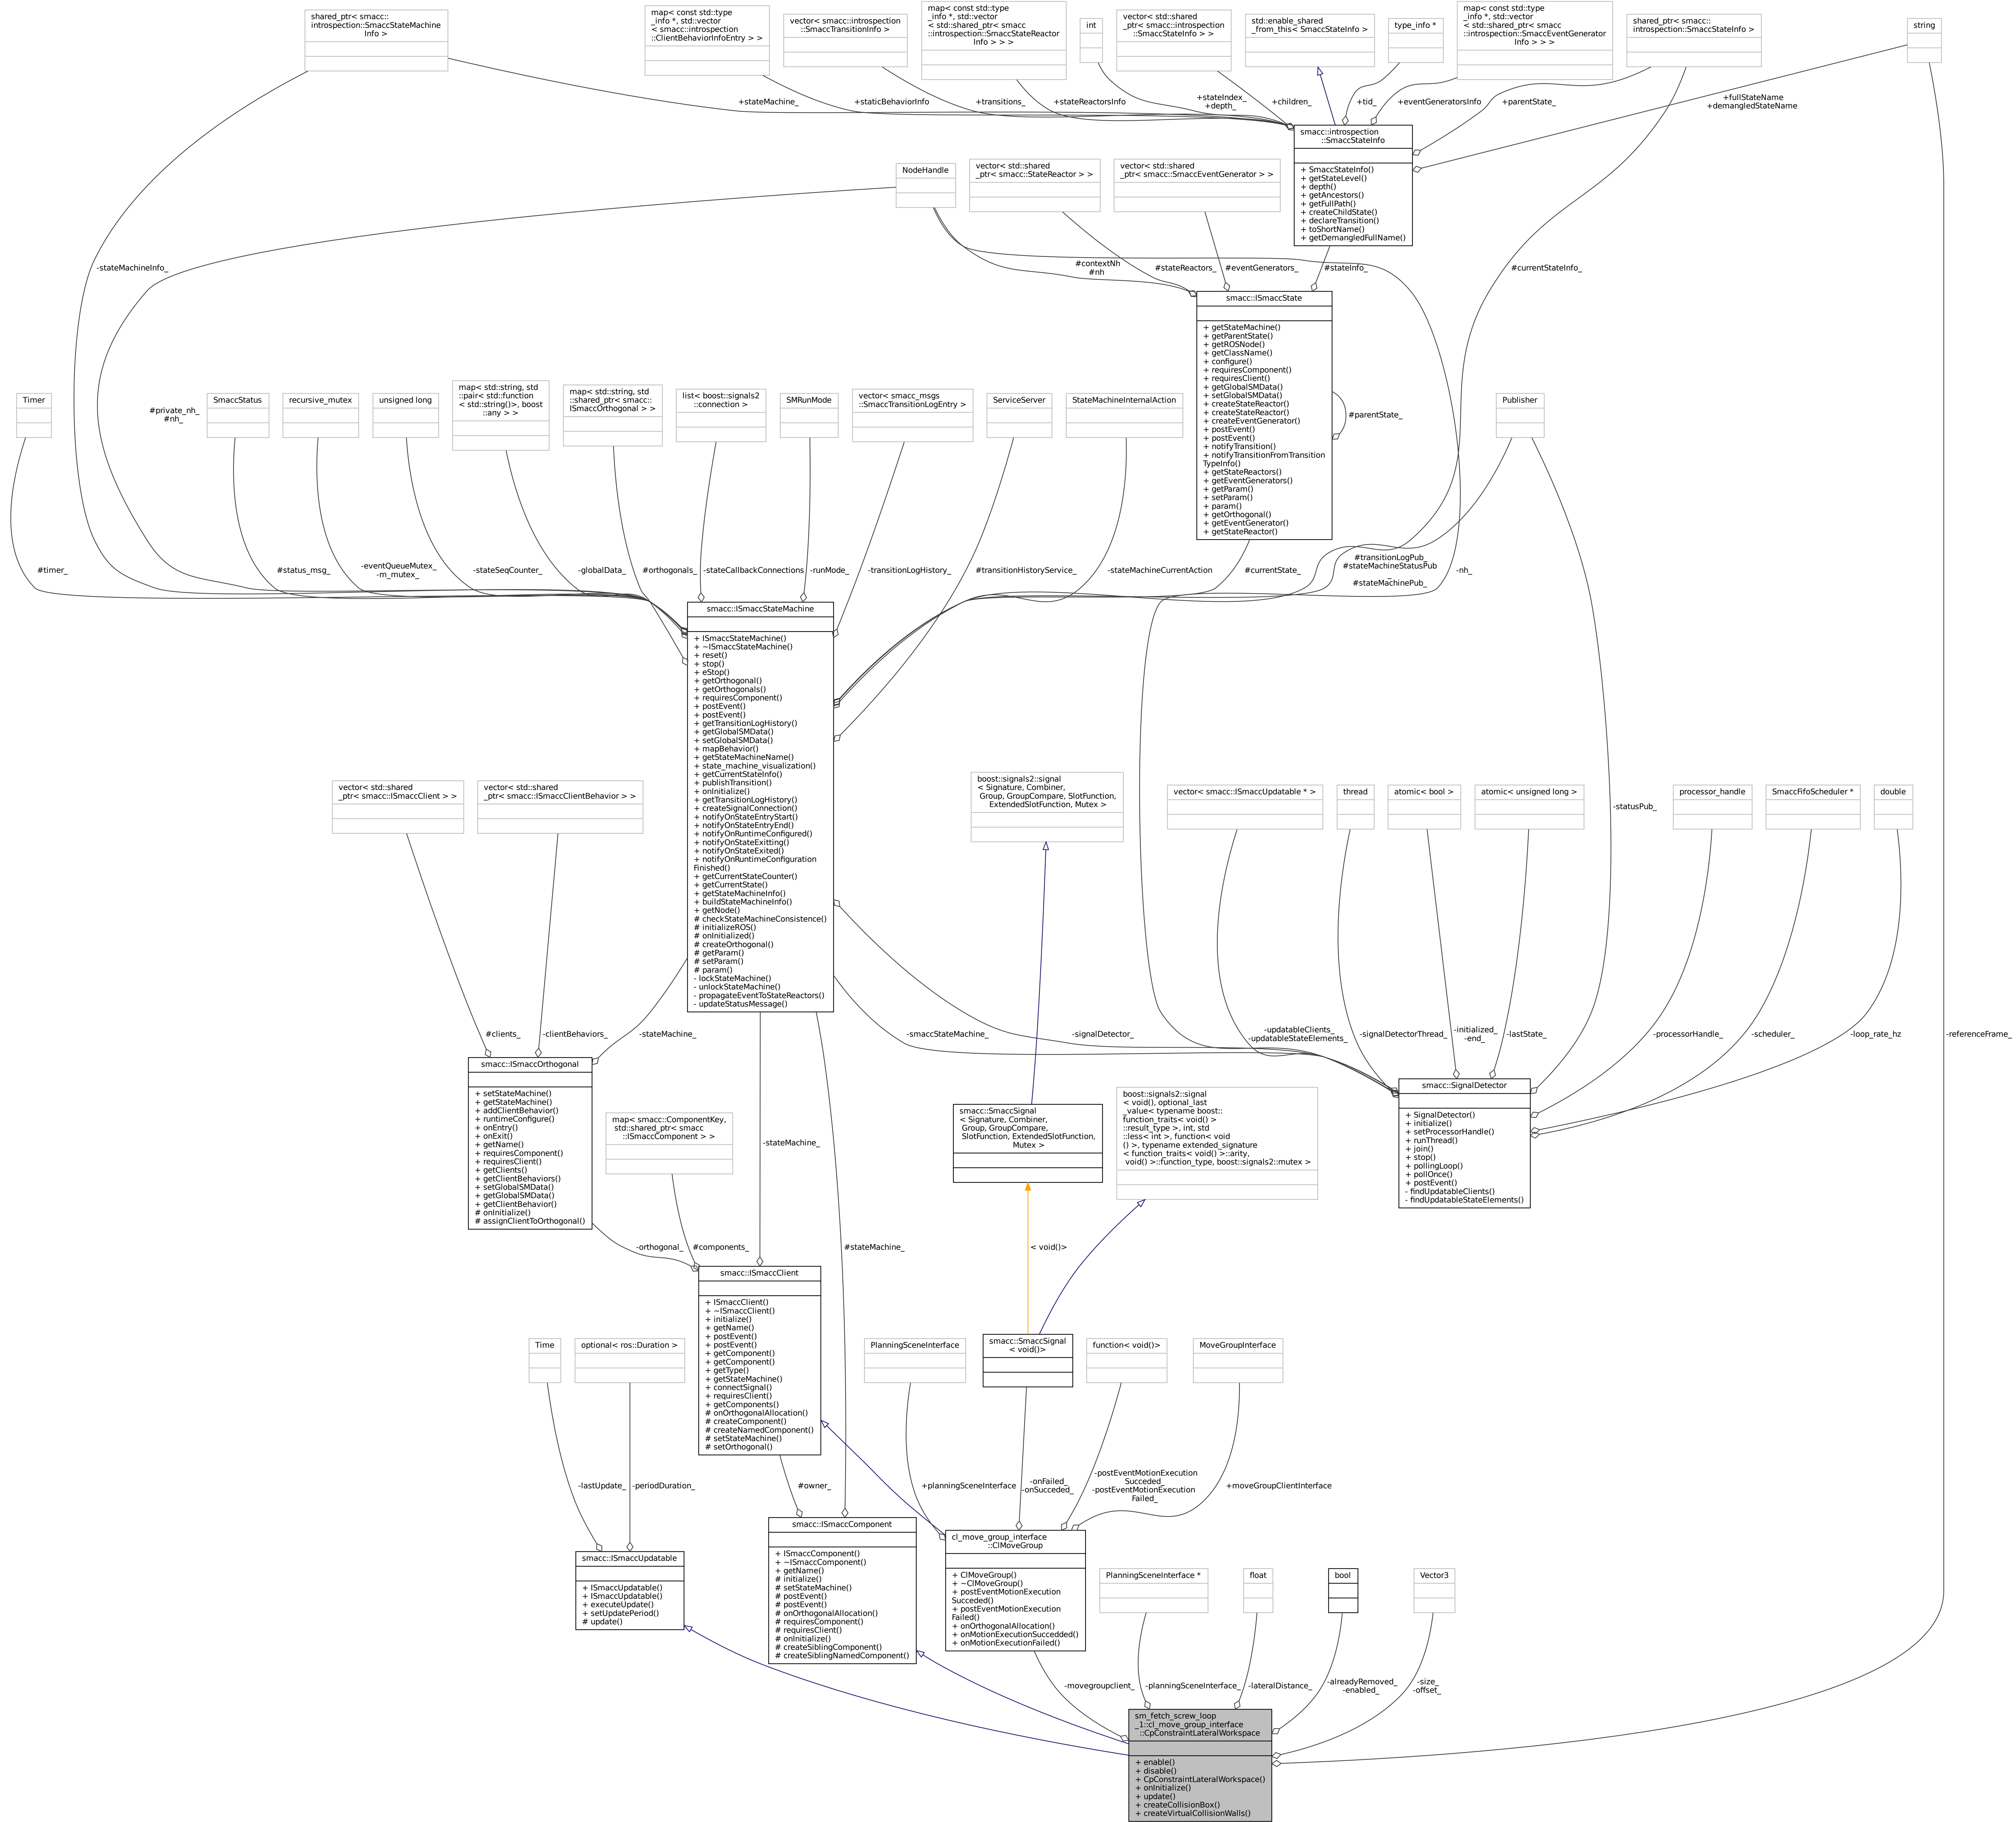 shared_ptr< smacc::
introspection::SmaccStateMachine
Info >
map< const std::type
_info *, std::vector
< smacc::introspection
::ClientBehaviorInfoEntry > >
vector< smacc::introspection
::SmaccTransitionInfo >
map< const std::type
_info *, std::vector
< std::shared_ptr< smacc
::introspection::SmaccStateReactor
Info > > >
int
vector< std::shared
_ptr< smacc::introspection
::SmaccStateInfo > >
std::enable_shared
_from_this< SmaccStateInfo >
type_info *
map< const std::type
_info *, std::vector
< std::shared_ptr< smacc
::introspection::SmaccEventGenerator
Info > > >
shared_ptr< smacc::
introspection::SmaccStateInfo >
string
+stateMachine_
+staticBehaviorInfo
+transitions_
+stateReactorsInfo
+stateIndex_
+depth_
+children_
+tid_
+eventGeneratorsInfo
+parentState_
+fullStateName
+demangledStateName
smacc::introspection
::SmaccStateInfo
+ SmaccStateInfo()
+ getStateLevel()
+ depth()
+ getAncestors()
+ getFullPath()
+ createChildState()
+ declareTransition()
+ toShortName()
+ getDemangledFullName()
NodeHandle
vector< std::shared
_ptr< smacc::StateReactor > >
vector< std::shared
_ptr< smacc::SmaccEventGenerator > >
-stateMachineInfo_
#contextNh
#nh
#stateReactors_
#eventGenerators_
#stateInfo_
#currentStateInfo_
smacc::ISmaccState
+ getStateMachine()
+ getParentState()
+ getROSNode()
+ getClassName()
+ configure()
+ requiresComponent()
+ requiresClient()
+ getGlobalSMData()
+ setGlobalSMData()
+ createStateReactor()
+ createStateReactor()
+ createEventGenerator()
+ postEvent()
+ postEvent()
+ notifyTransition()
+ notifyTransitionFromTransition
TypeInfo()
+ getStateReactors()
+ getEventGenerators()
+ getParam()
+ setParam()
+ param()
+ getOrthogonal()
+ getEventGenerator()
+ getStateReactor()
#parentState_
Timer
#private_nh_
#nh_
SmaccStatus
recursive_mutex
unsigned long
map< std::string, std
::pair< std::function
< std::string()>, boost
::any > >
map< std::string, std
::shared_ptr< smacc::
ISmaccOrthogonal > >
list< boost::signals2
::connection >
SMRunMode
vector< smacc_msgs
::SmaccTransitionLogEntry >
ServiceServer
StateMachineInternalAction
Publisher
#timer_
#status_msg_
-eventQueueMutex_
-m_mutex_
-stateSeqCounter_
-globalData_
#orthogonals_
-stateCallbackConnections
-runMode_
-transitionLogHistory_
#transitionHistoryService_
-stateMachineCurrentAction
#currentState_
#transitionLogPub_
#stateMachineStatusPub
_
#stateMachinePub_
-nh_
smacc::ISmaccStateMachine
+ ISmaccStateMachine()
+ ~ISmaccStateMachine()
+ reset()
+ stop()
+ eStop()
+ getOrthogonal()
+ getOrthogonals()
+ requiresComponent()
+ postEvent()
+ postEvent()
+ getTransitionLogHistory()
+ getGlobalSMData()
+ setGlobalSMData()
+ mapBehavior()
+ getStateMachineName()
+ state_machine_visualization()
+ getCurrentStateInfo()
+ publishTransition()
+ onInitialize()
+ getTransitionLogHistory()
+ createSignalConnection()
+ notifyOnStateEntryStart()
+ notifyOnStateEntryEnd()
+ notifyOnRuntimeConfigured()
+ notifyOnStateExitting()
+ notifyOnStateExited()
+ notifyOnRuntimeConfiguration
Finished()
+ getCurrentStateCounter()
+ getCurrentState()
+ getStateMachineInfo()
+ buildStateMachineInfo()
+ getNode()
# checkStateMachineConsistence()
# initializeROS()
# onInitialized()
# createOrthogonal()
# getParam()
# setParam()
# param()
- lockStateMachine()
- unlockStateMachine()
- propagateEventToStateReactors()
- updateStatusMessage()
vector< std::shared
_ptr< smacc::ISmaccClient > >
vector< std::shared
_ptr< smacc::ISmaccClientBehavior > >
boost::signals2::signal
< Signature, Combiner,
Group, GroupCompare, SlotFunction,
ExtendedSlotFunction, Mutex >
vector< smacc::ISmaccUpdatable * >
thread
atomic< bool >
atomic< unsigned long >
processor_handle
SmaccFifoScheduler *
double
-statusPub_
#clients_
-clientBehaviors_
-stateMachine_
-smaccStateMachine_
-signalDetector_
-updatableClients_
-updatableStateElements_
-signalDetectorThread_
-initialized_
-end_
-lastState_
-processorHandle_
-scheduler_
-loop_rate_hz
-referenceFrame_
smacc::ISmaccOrthogonal
+ setStateMachine()
+ getStateMachine()
+ addClientBehavior()
+ runtimeConfigure()
+ onEntry()
+ onExit()
+ getName()
+ requiresComponent()
+ requiresClient()
+ getClients()
+ getClientBehaviors()
+ setGlobalSMData()
+ getGlobalSMData()
+ getClientBehavior()
# onInitialize()
# assignClientToOrthogonal()
map< smacc::ComponentKey,
std::shared_ptr< smacc
::ISmaccComponent > >
-stateMachine_
smacc::SmaccSignal
< Signature, Combiner,
Group, GroupCompare,
SlotFunction, ExtendedSlotFunction,
Mutex >
boost::signals2::signal
< void(), optional_last
_value< typename boost::
function_traits< void() >
::result_type >, int, std
::less< int >, function< void
() >, typename extended_signature
< function_traits< void() >::arity,
void() >::function_type, boost::signals2::mutex >
smacc::SignalDetector
+ SignalDetector()
+ initialize()
+ setProcessorHandle()
+ runThread()
+ join()
+ stop()
+ pollingLoop()
+ pollOnce()
+ postEvent()
- findUpdatableClients()
- findUpdatableStateElements()
-orthogonal_
#components_
#stateMachine_
< void()>
smacc::ISmaccClient
+ ISmaccClient()
+ ~ISmaccClient()
+ initialize()
+ getName()
+ postEvent()
+ postEvent()
+ getComponent()
+ getComponent()
+ getType()
+ getStateMachine()
+ connectSignal()
+ requiresClient()
+ getComponents()
# onOrthogonalAllocation()
# createComponent()
# createNamedComponent()
# setStateMachine()
# setOrthogonal()
Time
optional< ros::Duration >
PlanningSceneInterface
smacc::SmaccSignal
< void()>
function< void()>
MoveGroupInterface
-lastUpdate_
-periodDuration_
#owner_
+planningSceneInterface
-onFailed_
-onSucceded_
-postEventMotionExecution
Succeded_
-postEventMotionExecution
Failed_
+moveGroupClientInterface
smacc::ISmaccUpdatable
+ ISmaccUpdatable()
+ ISmaccUpdatable()
+ executeUpdate()
+ setUpdatePeriod()
# update()
smacc::ISmaccComponent
+ ISmaccComponent()
+ ~ISmaccComponent()
+ getName()
# initialize()
# setStateMachine()
# postEvent()
# postEvent()
# onOrthogonalAllocation()
# requiresComponent()
# requiresClient()
# onInitialize()
# createSiblingComponent()
# createSiblingNamedComponent()
cl_move_group_interface
::ClMoveGroup
+ ClMoveGroup()
+ ~ClMoveGroup()
+ postEventMotionExecution
Succeded()
+ postEventMotionExecution
Failed()
+ onOrthogonalAllocation()
+ onMotionExecutionSuccedded()
+ onMotionExecutionFailed()
PlanningSceneInterface *
float
bool
Vector3
-movegroupclient_
-planningSceneInterface_
-lateralDistance_
-alreadyRemoved_
-enabled_
-size_
-offset_
sm_fetch_screw_loop
_1::cl_move_group_interface
::CpConstraintLateralWorkspace
+ enable()
+ disable()
+ CpConstraintLateralWorkspace()
+ onInitialize()
+ update()
+ createCollisionBox()
+ createVirtualCollisionWalls()